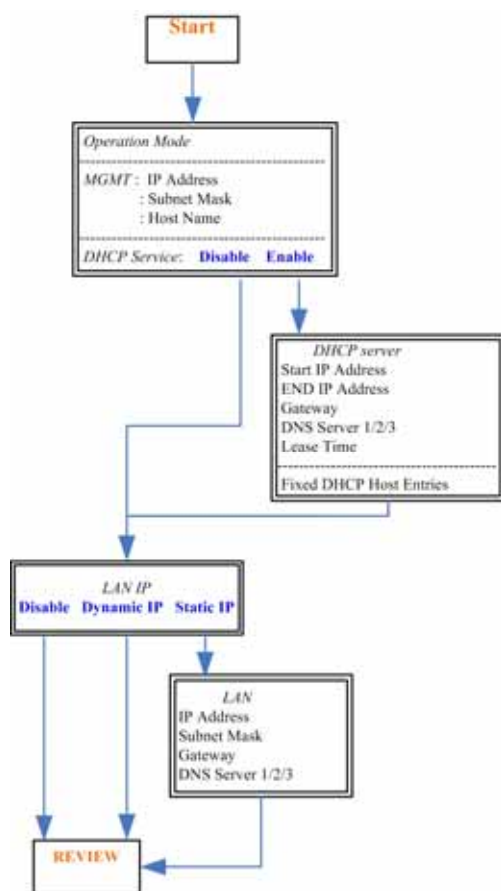 Start
Operation Mode
MGMT : IP Address
: Subnet Mask
: Host Name
DHCP Service: Disable Enable
DHCP server
Start IP Address
END IP Address
Gateway
DNS Server 1/2/3
Lease Time
Fixed DHCP Host Entries
LAN IP
Disable Dynamic IP Static IP
LAN
IP Address
Subnet Mask
Gateway
DNS Server 1/2/3
REVIEW